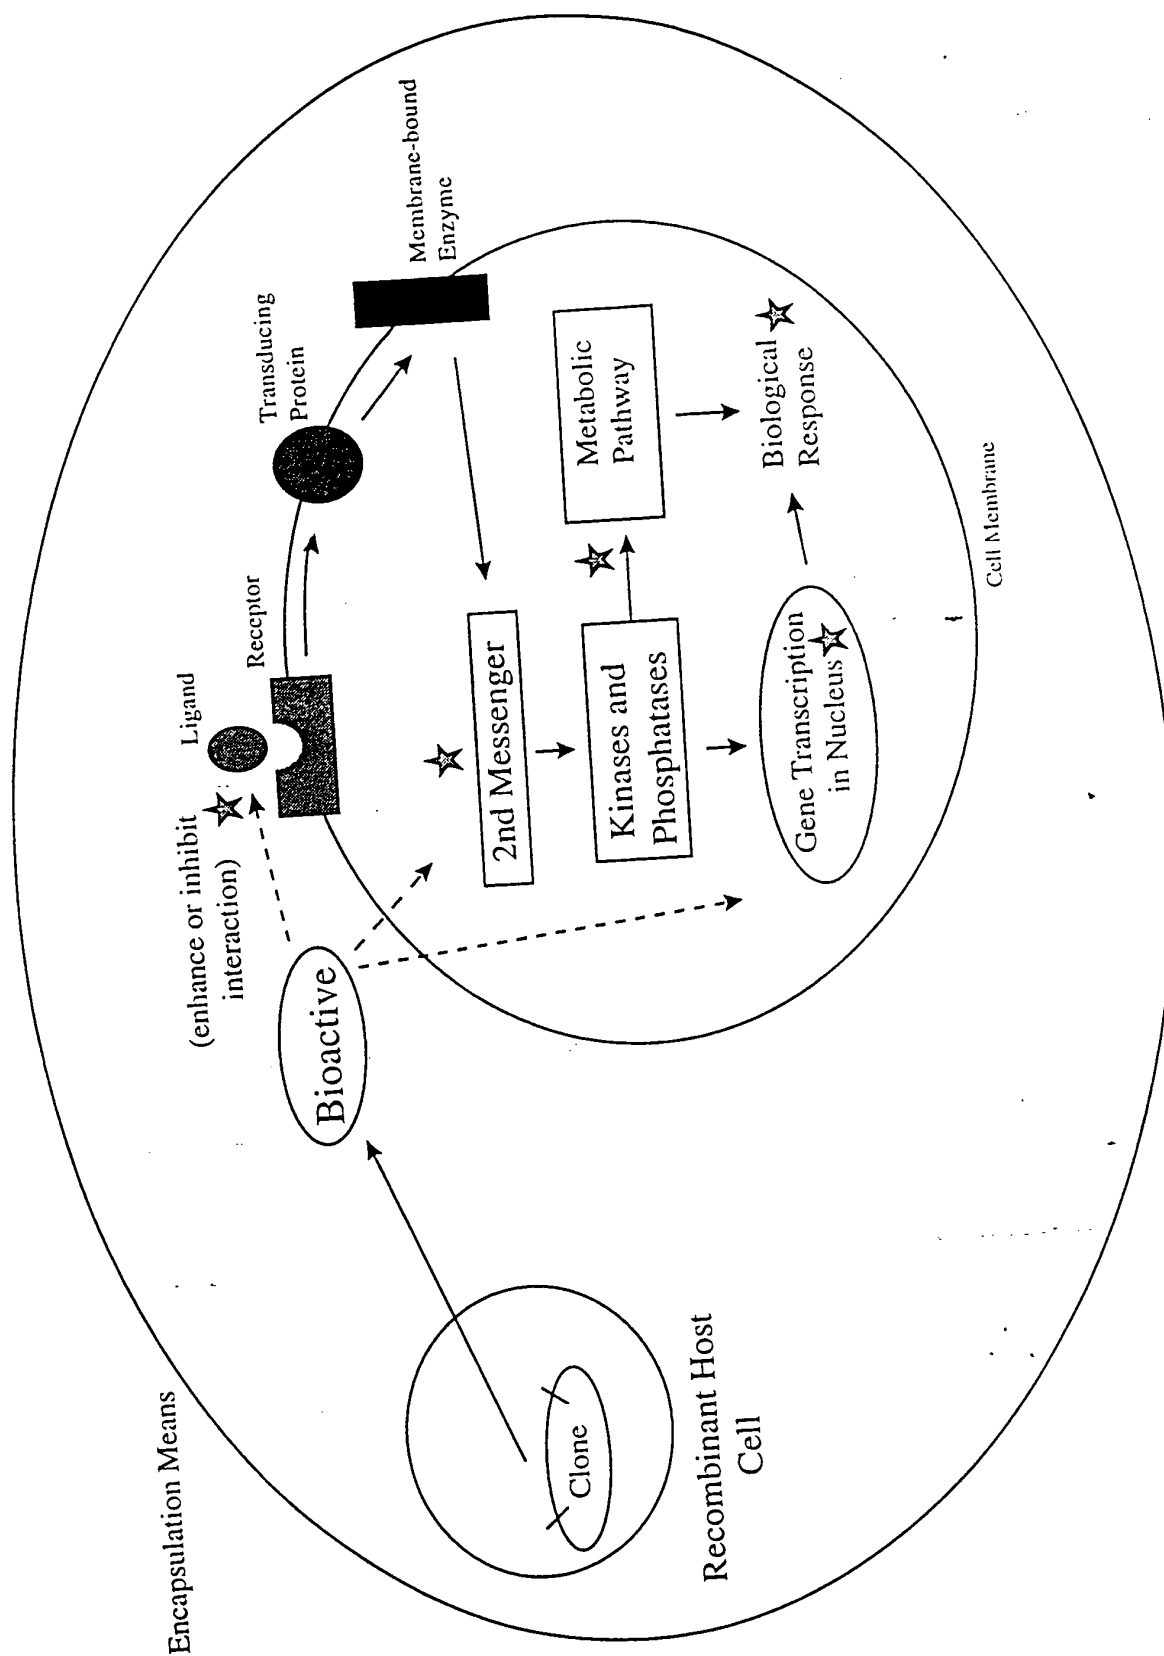 Encapsulation Means
(enhance or inhibit
interaction)
Ligand
Receptor
Transducing
Protein
Membrane-bound
Enzyme
Bioactive
2nd Messenger
Kinases and
Phosphatases
Metabolic
Pathway
Gene Transcription
in Nucleus
Biological
Response
Clone
Recombinant Host
Cell
Cell Membrane